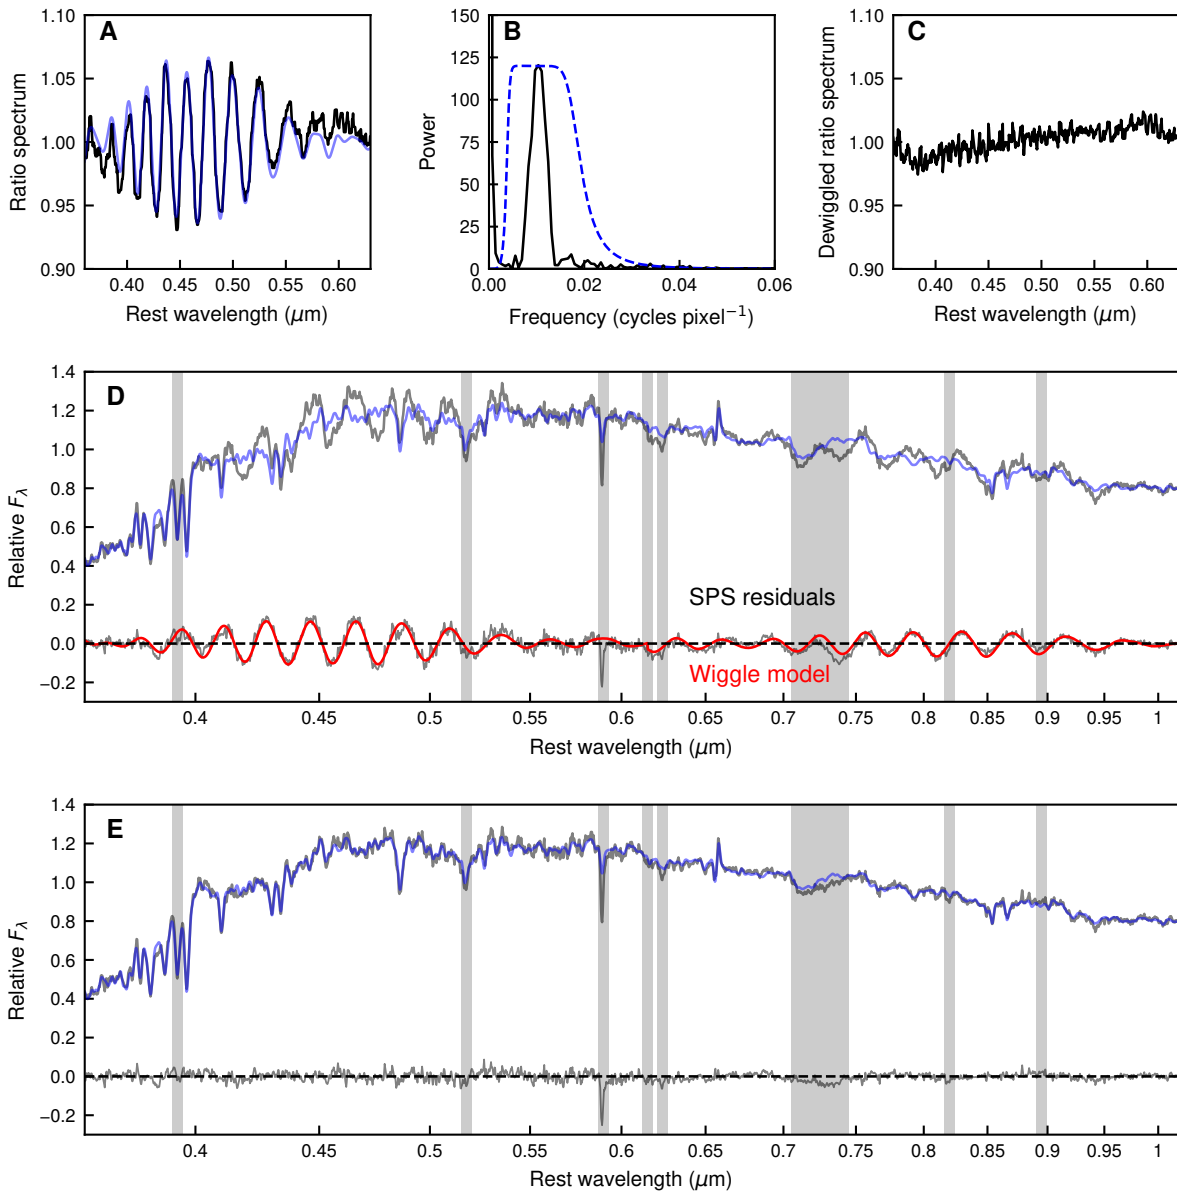 A
1.10
1.05
1.00
0.95
0.90
Ratio spectrum
0.40 0.45 0.50 0.55 0.60
Rest wavelength (μm)
B
150
125
100
75
50
25
0
Power
0.00 0.02 0.04 0.06
Frequency (cycles pixel⁻¹)
C
1.10
1.05
1.00
0.95
0.90
Dewiggled ratio spectrum
0.40 0.45 0.50 0.55 0.60
Rest wavelength (μm)
D
1.4
1.2
1.0
0.8
0.6
0.4
0.2
0.0
−0.2
Relative Fλ
SPS residuals
Wiggle model
0.4 0.45 0.5 0.55 0.6 0.65 0.7 0.75 0.8 0.85 0.9 0.95 1
Rest wavelength (μm)
E
1.4
1.2
1.0
0.8
0.6
0.4
0.2
0.0
−0.2
Relative Fλ
0.4 0.45 0.5 0.55 0.6 0.65 0.7 0.75 0.8 0.85 0.9 0.95 1
Rest wavelength (μm)